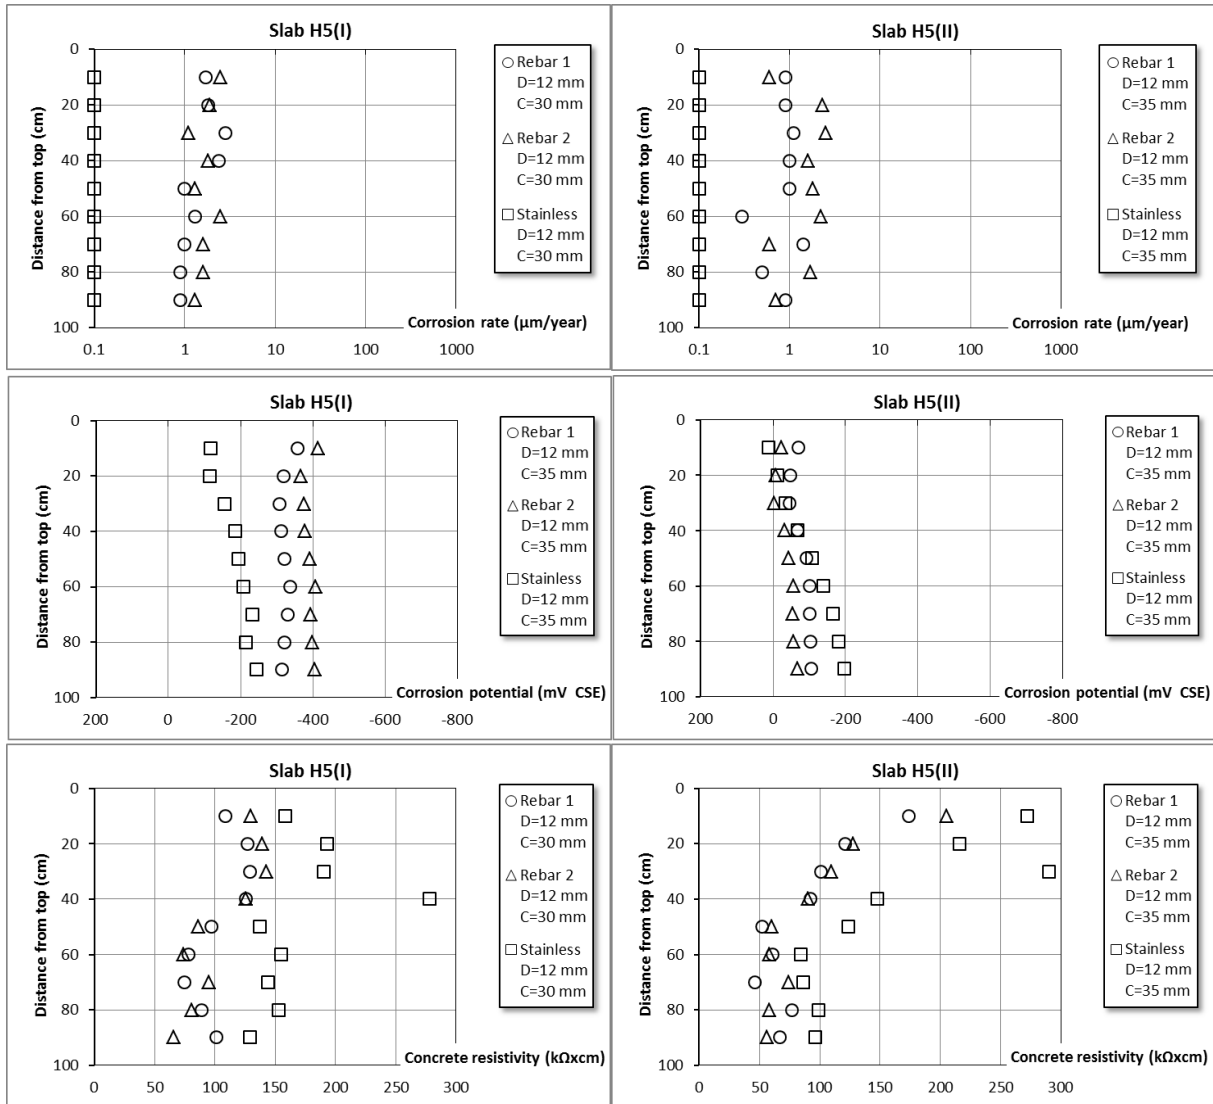 Slab H5(I)
0
20
40
60
80
100
Distance from top (cm)
0.1
1
10
100
1000
Corrosion rate (µm/year)
Rebar 1
D=12 mm
C=30 mm
Rebar 2
D=12 mm
C=30 mm
Stainless
D=12 mm
C=30 mm
Slab H5(II)
0
20
40
60
80
100
Distance from top (cm)
0.1
1
10
100
1000
Corrosion rate (µm/year)
Rebar 1
D=12 mm
C=35 mm
Rebar 2
D=12 mm
C=35 mm
Stainless
D=12 mm
C=35 mm
Slab H5(I)
0
20
40
60
80
100
Distance from top (cm)
200
0
-200
-400
-600
-800
Corrosion potential (mV CSE)
Rebar 1
D=12 mm
C=35 mm
Rebar 2
D=12 mm
C=35 mm
Stainless
D=12 mm
C=35 mm
Slab H5(II)
0
20
40
60
80
100
Distance from top (cm)
200
0
-200
-400
-600
-800
Corrosion potential (mV CSE)
Rebar 1
D=12 mm
C=35 mm
Rebar 2
D=12 mm
C=35 mm
Stainless
D=12 mm
C=35 mm
Slab H5(I)
0
20
40
60
80
100
Distance from top (cm)
0
50
100
150
200
250
300
Concrete resistivity (kΩxcm)
Rebar 1
D=12 mm
C=30 mm
Rebar 2
D=12 mm
C=30 mm
Stainless
D=12 mm
C=30 mm
Slab H5(II)
0
20
40
60
80
100
Distance from top (cm)
0
50
100
150
200
250
300
Concrete resistivity (kΩxcm)
Rebar 1
D=12 mm
C=35 mm
Rebar 2
D=12 mm
C=35 mm
Stainless
D=12 mm
C=35 mm